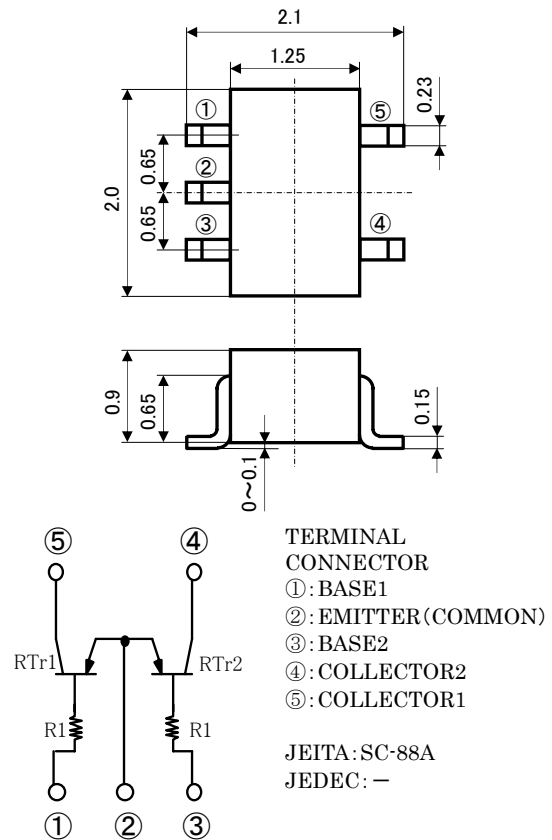 2.1
1.25
① ⑤
0.23
0.65
②
2.0
0.65
③ ④
0.9
0.65
0.15
0~0.1
⑤ ④
RTr1 RTr2
R1 R1
① ② ③
TERMINAL
CONNECTOR
①:BASE1
②:EMITTER(COMMON)
③:BASE2
④:COLLECTOR2
⑤:COLLECTOR1
JEITA:SC-88A
JEDEC:－